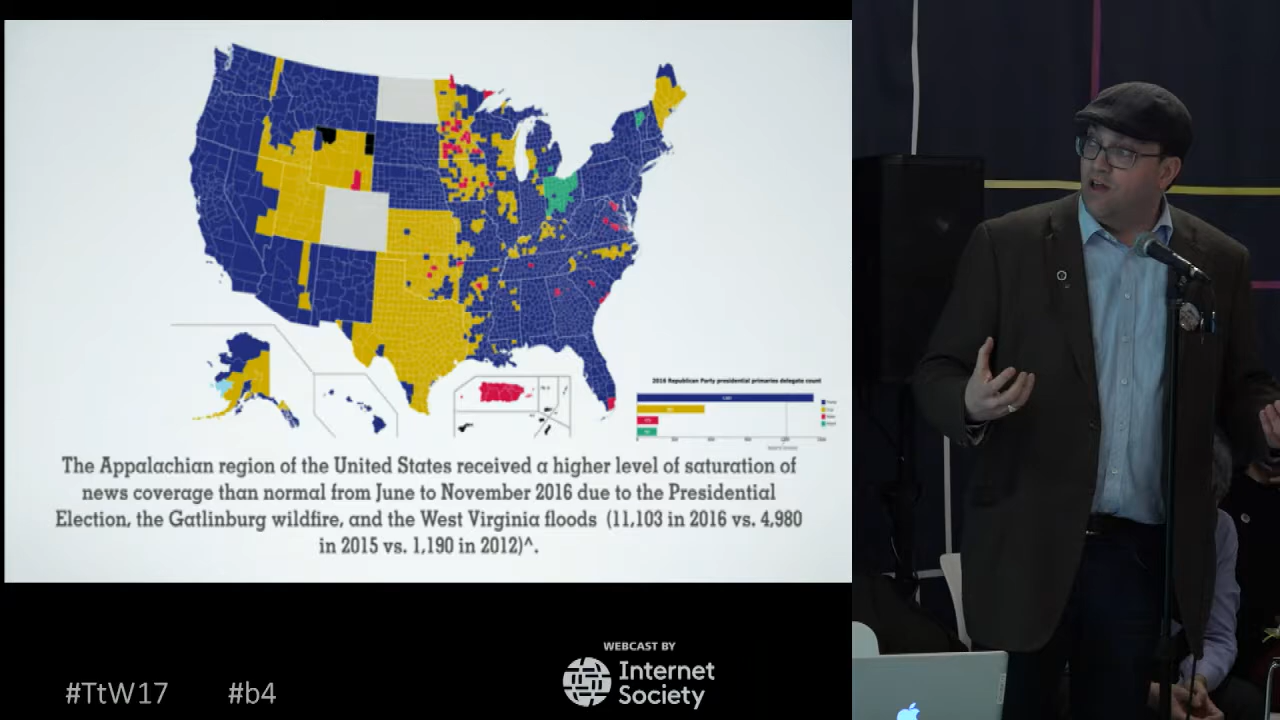 2016 Republican Party presidential primaries delegate count
The Appalachian region of the United States received a higher level of saturation of
news coverage than normal from June to November 2016 due to the Presidential
Election, the Gatlinburg wildfire, and the West Virginia floods (11,103 in 2016 vs. 4,980
in 2015 vs. 1,190 in 2012)^.
WEBCAST BY
Internet
Society
#TtW17 #b4